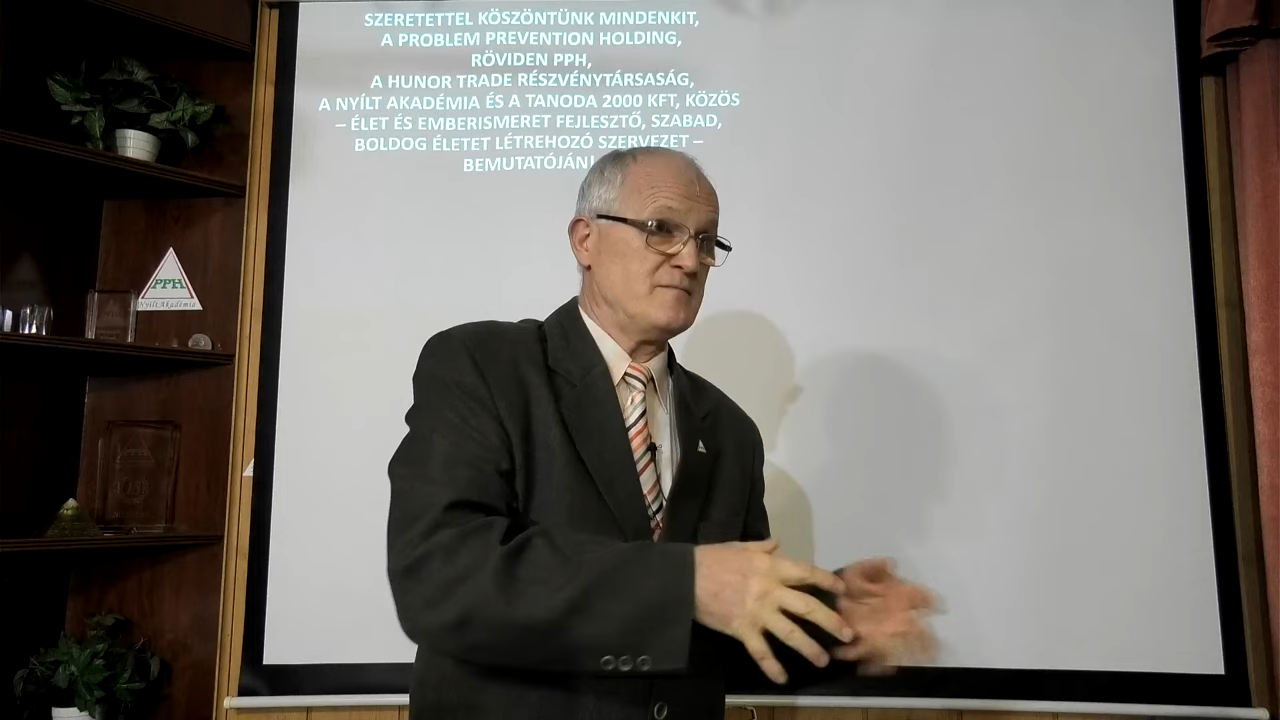 SZERETETTEL KÖSZÖNTÜNK MINDENKIT,
A PROBLEM PREVENTION HOLDING,
RÖVIDEN PPH,
A HUNOR TRADE RÉSZVÉNYTÁRSASÁG,
A NYÍLT AKADÉMIA ÉS A TANODA 2000 KFT, KÖZÖS
– ÉLET ÉS EMBERISMERET FEJLESZTŐ, SZABAD,
BOLDOG ÉLETET LÉTREHOZÓ SZERVEZET –
BEMUTATÓJÁN
PPH
Nyílt Akadémia